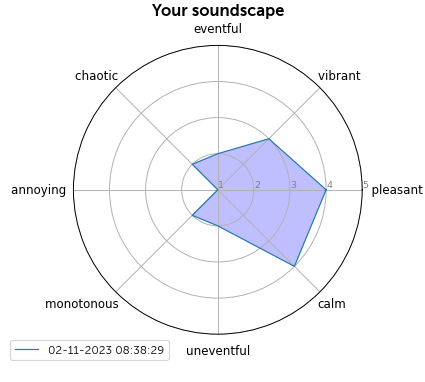 Your soundscape
eventful
chaotic
vibrant
annoying
1
2
3
4
5
pleasant
monotonous
calm
02-11-2023 08:38:29
uneventful